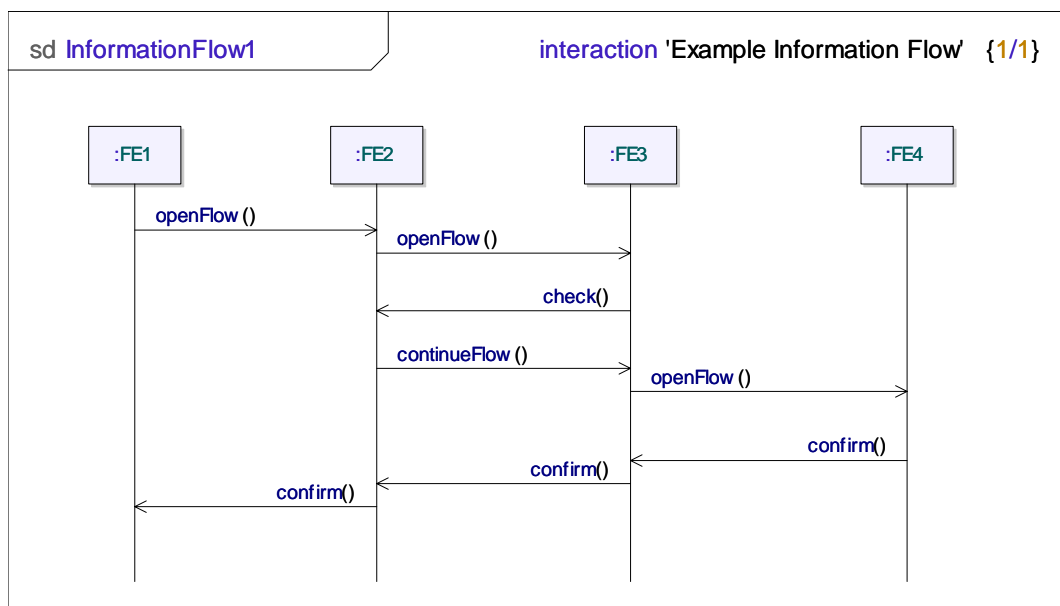 sd InformationFlow1
interaction 'Example Information Flow' {1/1}
:FE1
:FE2
:FE3
:FE4
openFlow()
openFlow()
check()
continueFlow()
openFlow()
confirm()
confirm()
confirm()